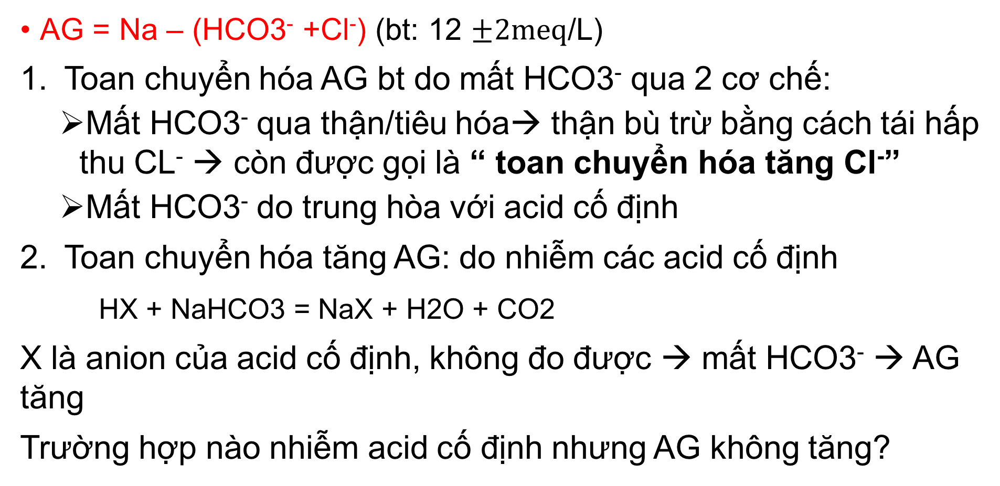 • AG = Na – (HCO3- +Cl-) (bt: 12 ±2meq/L)
1. Toan chuyển hóa AG bt do mất HCO3- qua 2 cơ chế:
➢Mất HCO3- qua thận/tiêu hóa→ thận bù trừ bằng cách tái hấp
thu CL- → còn được gọi là “ toan chuyển hóa tăng Cl-”
➢Mất HCO3- do trung hòa với acid cố định
2. Toan chuyển hóa tăng AG: do nhiễm các acid cố định
HX + NaHCO3 = NaX + H2O + CO2
X là anion của acid cố định, không đo được → mất HCO3- → AG
tăng
Trường hợp nào nhiễm acid cố định nhưng AG không tăng?